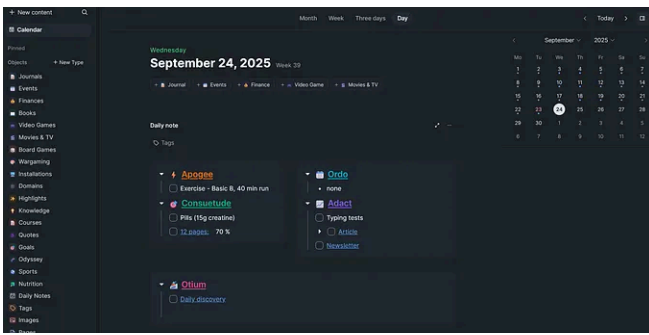 + New content
Calendar
Pinned
Objects + New Type
Journals
Events
Finances
Books
Video Games
Movies & TV
Board Games
Wargaming
Installations
Domains
Highlights
Knowledge
Courses
Quotes
Goals
Odyssey
Sports
Nutrition
Daily Notes
Tags
Images
Pages
Month Week Three days Day
Today
Wednesday
September 24, 2025 Week 39
+ Journal + Events + Finance + Video Game + Movies & TV
Daily note
Tags
Apogee
Exercise - Basic B, 40 min run
Consuetude
Pills (15g creatine)
12 pages: 70 %
Ordo
none
Adact
Typing tests
Article
Newsletter
Otium
Daily discovery
September 2025
Mo Tu We Th Fr Sa Su
1 2 3 4 5 6 7
8 9 10 11 12 13 14
15 16 17 18 19 20 21
22 23 24 25 26 27 28
29 30 1 2 3 4 5
6 7 8 9 10 11 12